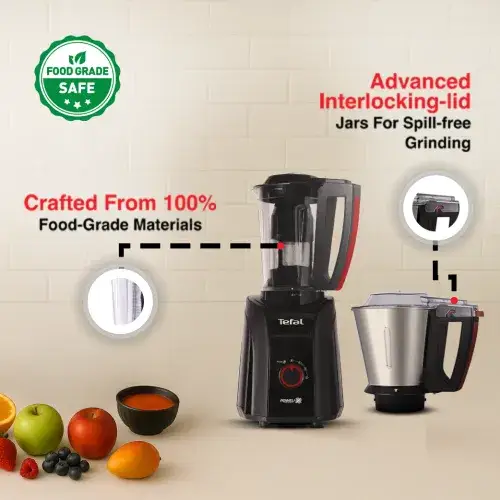 FOOD GRADE
SAFE
Advanced
Interlocking-lid
Jars For Spill-free
Grinding
Crafted From 100%
Food-Grade Materials
Tefal